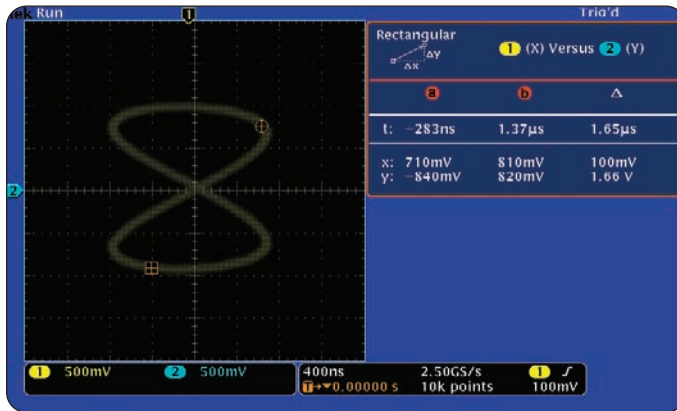 Run Trig'd
1
Rectangular
ΔY
ΔX
1 (X) Versus 2 (Y)
a b Δ
t: -283ns 1.37µs 1.65µs
x: 710mV 810mV 100mV
y: -840mV 820mV 1.66 V
2
1 500mV 2 500mV
400ns 2.50GS/s 1
T→▼0.00000 s 10k points 100mV